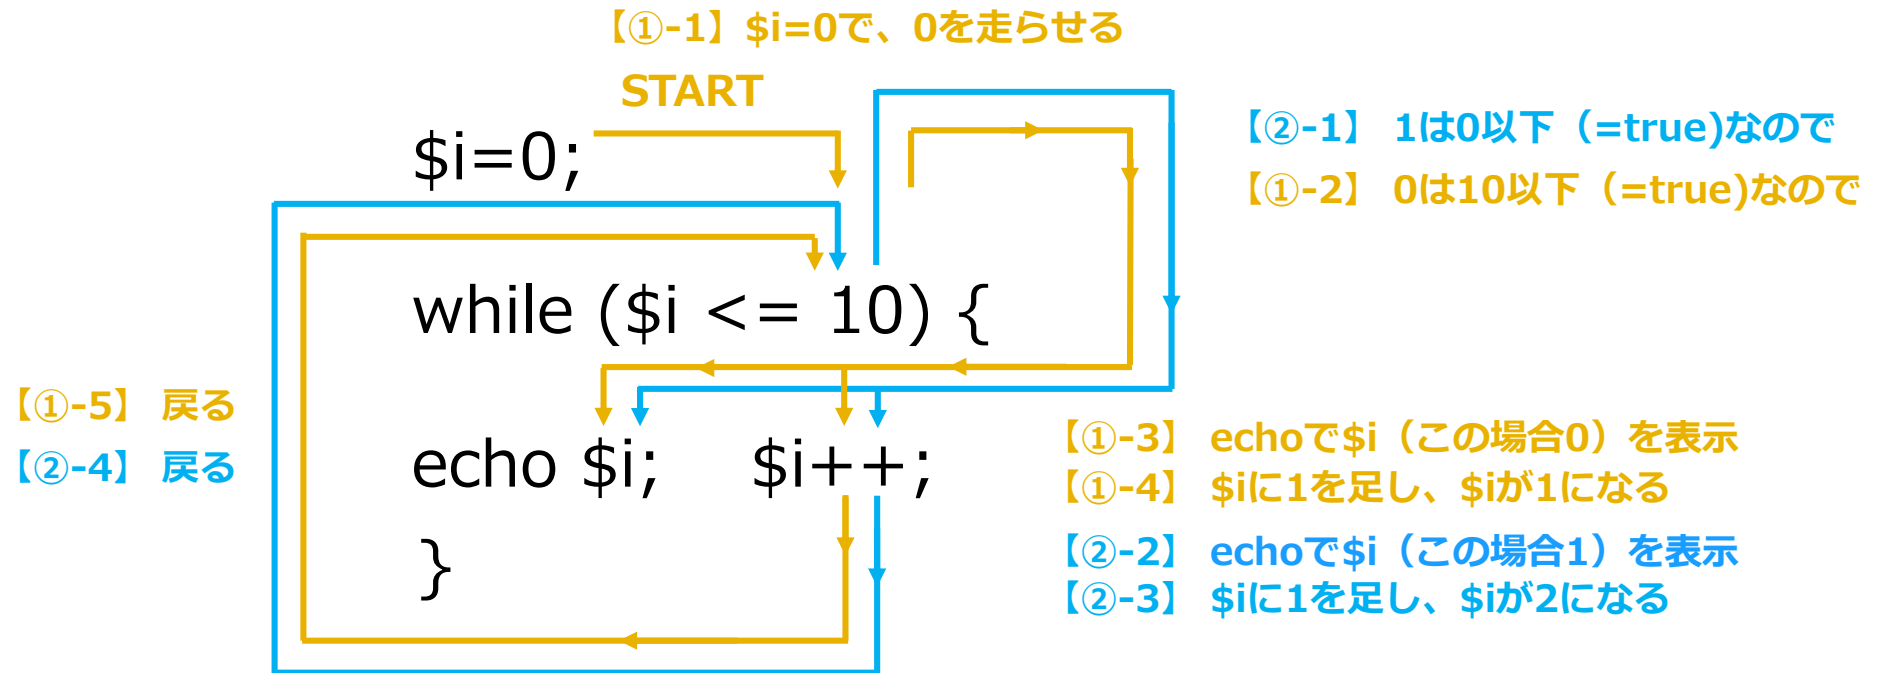 【①-1】$i=0で、0を走らせる
START
$i=0;
【②-1】 1は0以下（=true)なので
【①-2】 0は10以下（=true)なので
while ($i <= 10) {
【①-5】 戻る
【②-4】 戻る
echo $i; $i++;
}
【①-3】 echoで$i（この場合0）を表示
【①-4】 $iに1を足し、$iが1になる
【②-2】 echoで$i（この場合1）を表示
【②-3】 $iに1を足し、$iが2になる